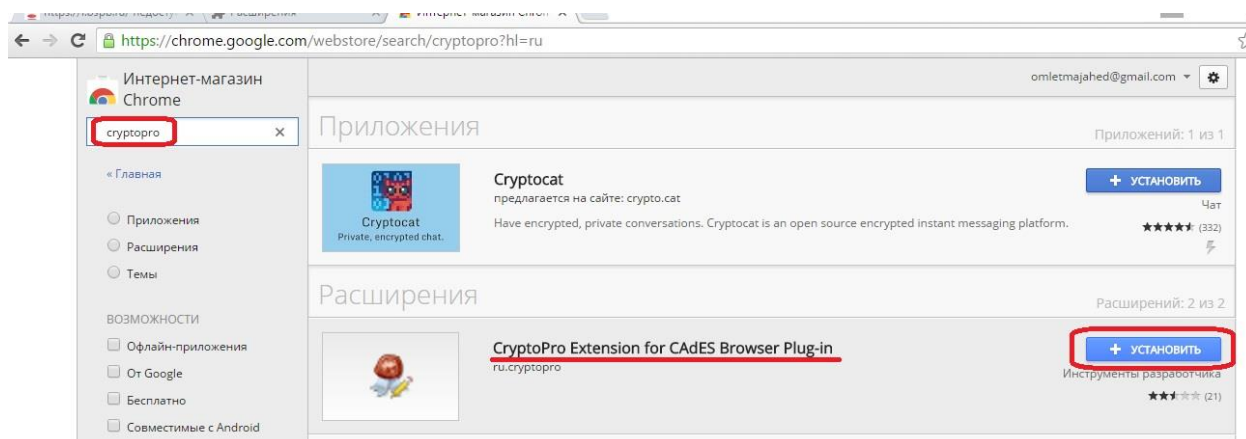 Расширения
https://chrome.google.com/webstore/search/cryptopro?hl=ru
Интернет-магазин
Chrome
omletmajahed@gmail.com
cryptopro
« Главная
Приложения
Расширения
Темы
ВОЗМОЖНОСТИ
Офлайн-приложения
От Google
Бесплатно
Совместимые с Android
Приложения
Приложений: 1 из 1
Cryptocat
Private, encrypted chat.
Cryptocat
предлагается на сайте: crypto.cat
Have encrypted, private conversations. Cryptocat is an open source encrypted instant messaging platform.
+ УСТАНОВИТЬ
Чат
(332)
Расширения
Расширений: 2 из 2
CryptoPro Extension for CAdES Browser Plug-in
ru.cryptopro
+ УСТАНОВИТЬ
Инструменты разработчика
(21)